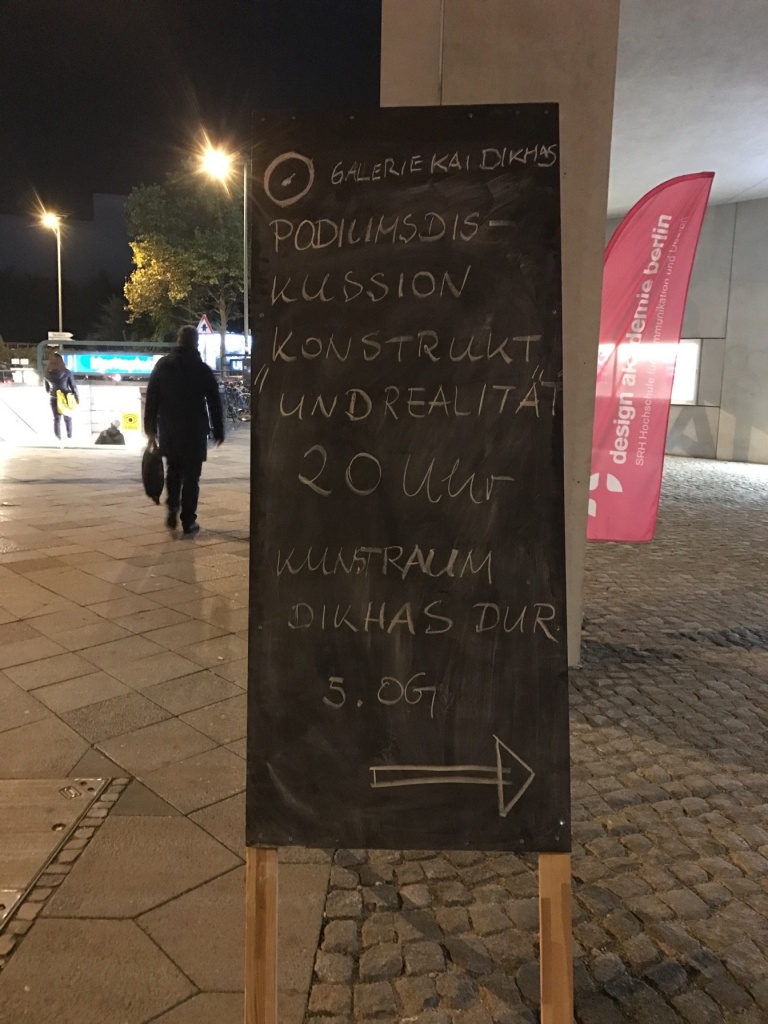 GALERIE KAI DIKHAS
PODIUMSDIS-
KUSSION
KONSTRUKT
"UND REALITÄT"
20 Uhr
KUNSTRAUM
DIKHAS DUR
5. OG
design akademie berlin
SRH Hochschule für Kommunikation und Design